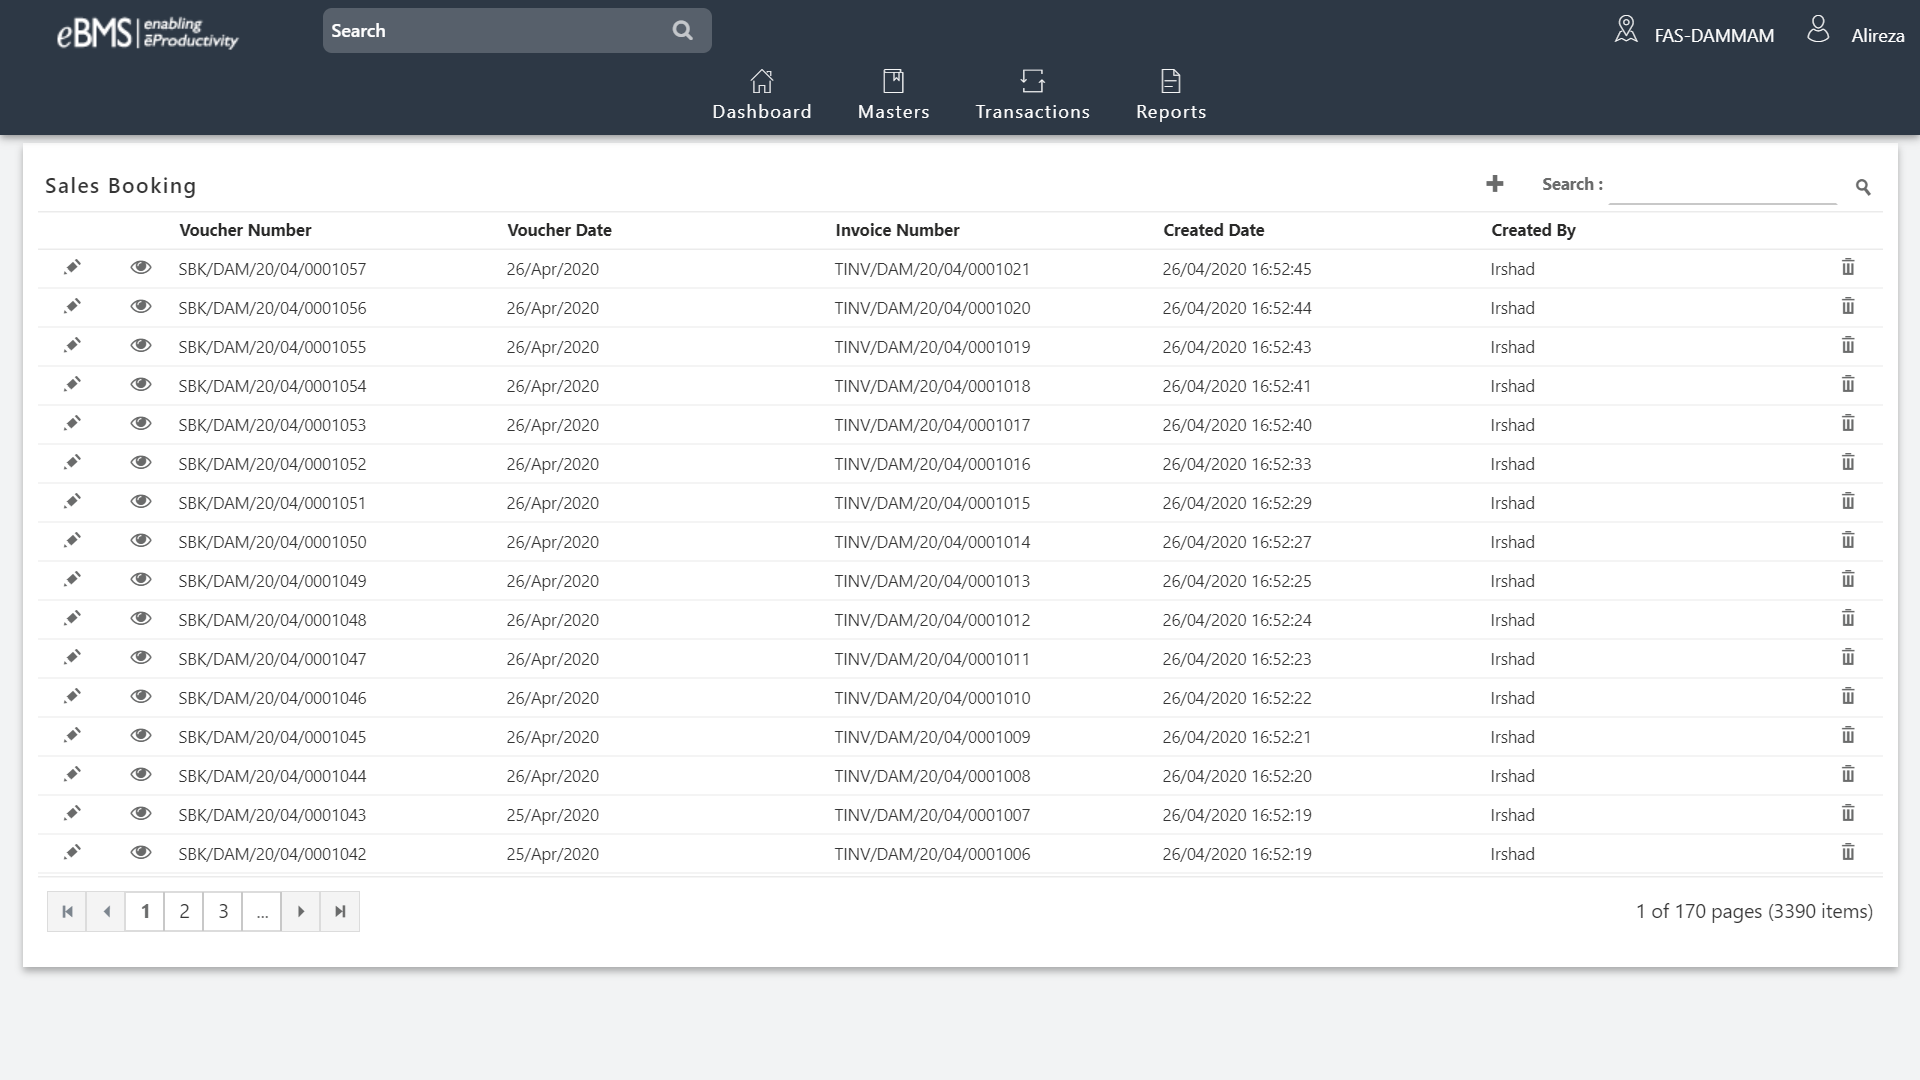 eBMS enabling ēProductivity
Search
FAS-DAMMAM
Alireza
Dashboard Masters Transactions Reports
Sales Booking
Search :
Voucher Number Voucher Date Invoice Number Created Date Created By
SBK/DAM/20/04/0001057 26/Apr/2020 TINV/DAM/20/04/0001021 26/04/2020 16:52:45 Irshad
SBK/DAM/20/04/0001056 26/Apr/2020 TINV/DAM/20/04/0001020 26/04/2020 16:52:44 Irshad
SBK/DAM/20/04/0001055 26/Apr/2020 TINV/DAM/20/04/0001019 26/04/2020 16:52:43 Irshad
SBK/DAM/20/04/0001054 26/Apr/2020 TINV/DAM/20/04/0001018 26/04/2020 16:52:41 Irshad
SBK/DAM/20/04/0001053 26/Apr/2020 TINV/DAM/20/04/0001017 26/04/2020 16:52:40 Irshad
SBK/DAM/20/04/0001052 26/Apr/2020 TINV/DAM/20/04/0001016 26/04/2020 16:52:33 Irshad
SBK/DAM/20/04/0001051 26/Apr/2020 TINV/DAM/20/04/0001015 26/04/2020 16:52:29 Irshad
SBK/DAM/20/04/0001050 26/Apr/2020 TINV/DAM/20/04/0001014 26/04/2020 16:52:27 Irshad
SBK/DAM/20/04/0001049 26/Apr/2020 TINV/DAM/20/04/0001013 26/04/2020 16:52:25 Irshad
SBK/DAM/20/04/0001048 26/Apr/2020 TINV/DAM/20/04/0001012 26/04/2020 16:52:24 Irshad
SBK/DAM/20/04/0001047 26/Apr/2020 TINV/DAM/20/04/0001011 26/04/2020 16:52:23 Irshad
SBK/DAM/20/04/0001046 26/Apr/2020 TINV/DAM/20/04/0001010 26/04/2020 16:52:22 Irshad
SBK/DAM/20/04/0001045 26/Apr/2020 TINV/DAM/20/04/0001009 26/04/2020 16:52:21 Irshad
SBK/DAM/20/04/0001044 26/Apr/2020 TINV/DAM/20/04/0001008 26/04/2020 16:52:20 Irshad
SBK/DAM/20/04/0001043 25/Apr/2020 TINV/DAM/20/04/0001007 26/04/2020 16:52:19 Irshad
SBK/DAM/20/04/0001042 25/Apr/2020 TINV/DAM/20/04/0001006 26/04/2020 16:52:19 Irshad
1 2 3 ...
1 of 170 pages (3390 items)